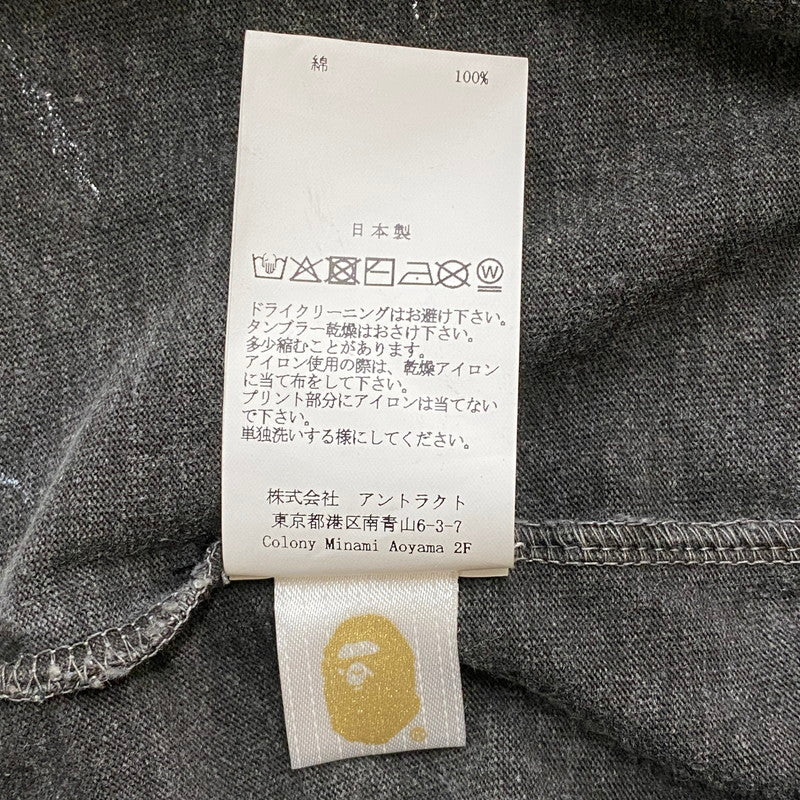 綿 100%
日本製
W
ドライクリーニングはお避け下さい。
タンブラー乾燥はおさけ下さい。
多少縮むことがあります。
アイロン使用の際は、乾燥アイロン
に当て布をして下さい。
プリント部分にアイロンは当てない
で下さい。
単独洗いする様にしてください。
株式会社 アントラクト
東京都港区南青山6-3-7
Colony Minami Aoyama 2F
®